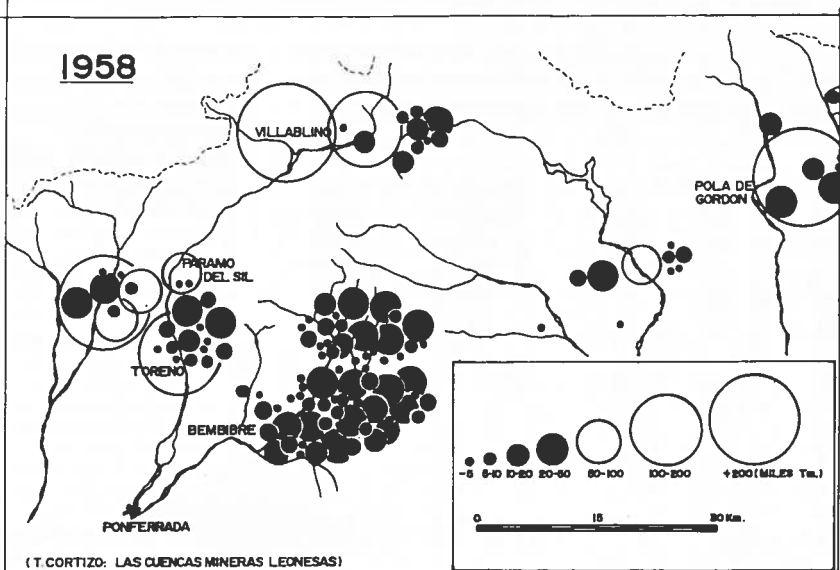 1958
VILLABLINO
POLA DE
GORDON
PARAMO
DEL SIL
TORENO
BEMBIBRE
PONFERRADA
-5 5-10 10-20 20-50 50-100 100-200 +200 (MILES Tm.)
0 15 30 Km.
(T. CORTIZO: LAS CUENCAS MINERAS LEONESAS)